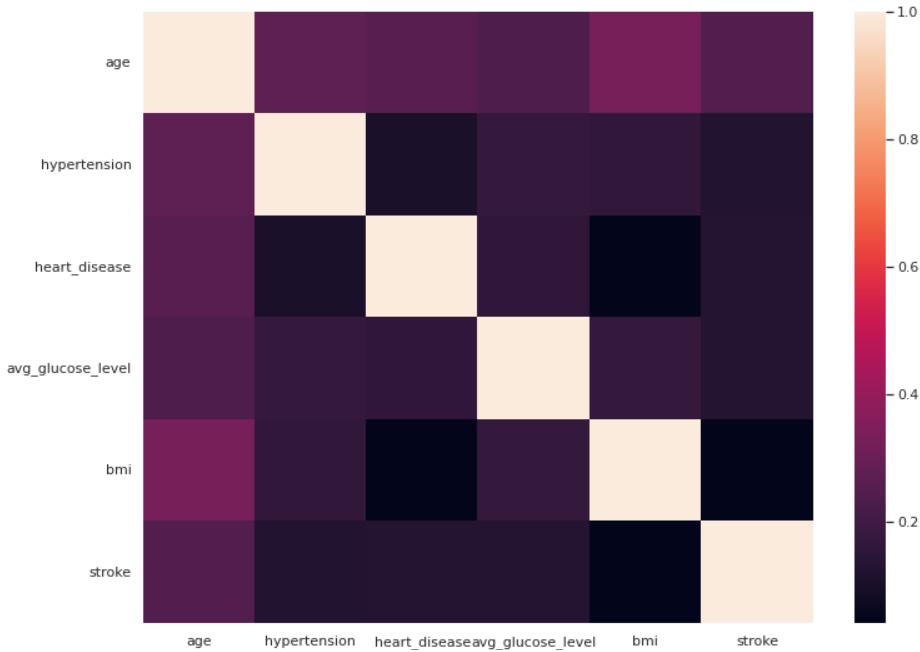 1.0
age
0.8
hypertension
heart_disease
0.6
avg_glucose_level
0.4
bmi
0.2
stroke
age hypertension heart_disease avg_glucose_level bmi stroke